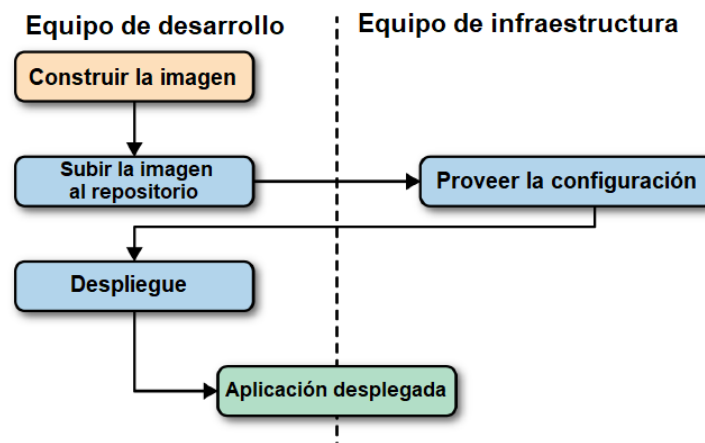 Equipo de desarrollo
Equipo de infraestructura
Construir la imagen
Subir la imagen
al repositorio
Proveer la configuración
Despliegue
Aplicación desplegada